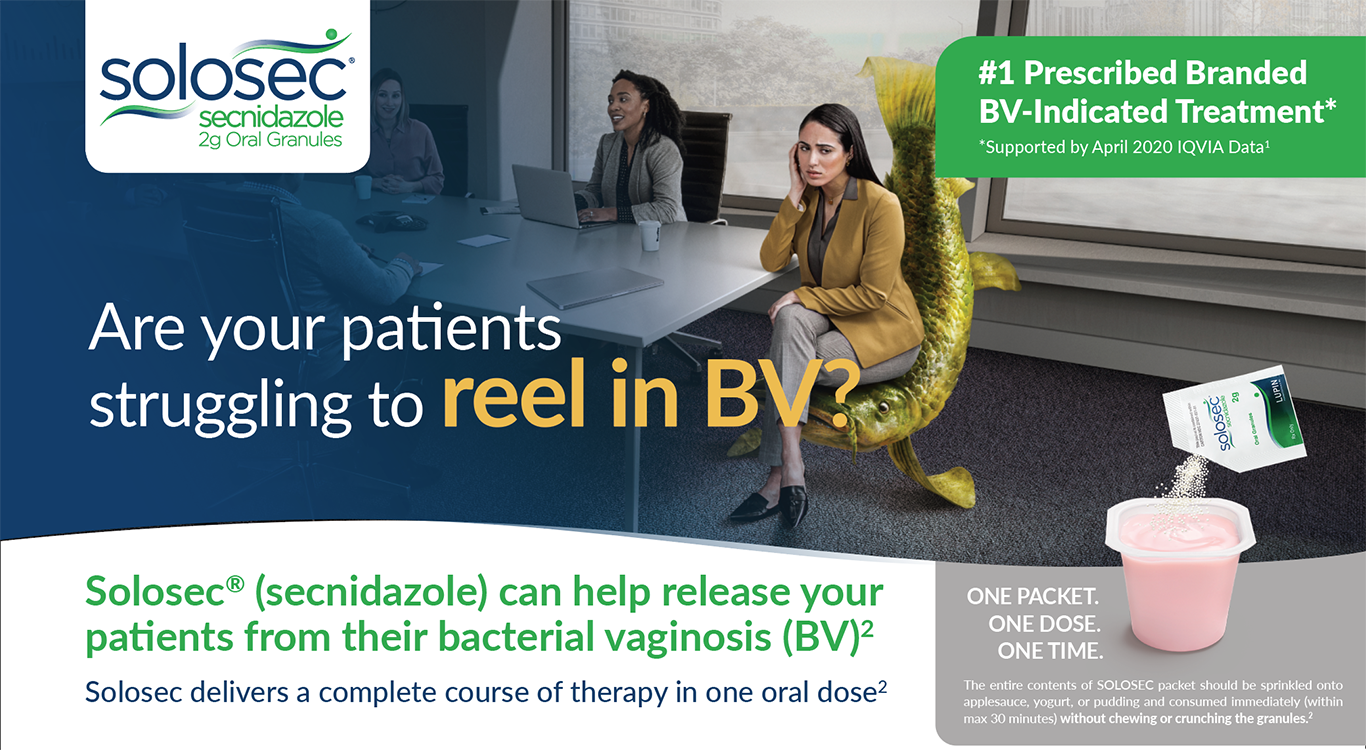 solosec®
secnidazole
2g Oral Granules
#1 Prescribed Branded
BV-Indicated Treatment*
*Supported by April 2020 IQVIA Data¹
Are your patients
struggling to reel in BV?
solosec
secnidazole
2g
Oral Granules
LUPIN
Rx Only
Solosec® (secnidazole) can help release your
patients from their bacterial vaginosis (BV)²
Solosec delivers a complete course of therapy in one oral dose²
ONE PACKET.
ONE DOSE.
ONE TIME.
The entire contents of SOLOSEC packet should be sprinkled onto
applesauce, yogurt, or pudding and consumed immediately (within
max 30 minutes) without chewing or crunching the granules.²